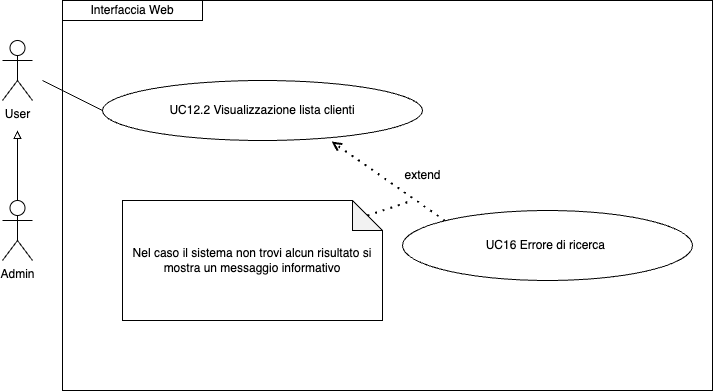 Interfaccia Web
User
UC12.2 Visualizzazione lista clienti
extend
Nel caso il sistema non trovi alcun risultato si
mostra un messaggio informativo
UC16 Errore di ricerca
Admin